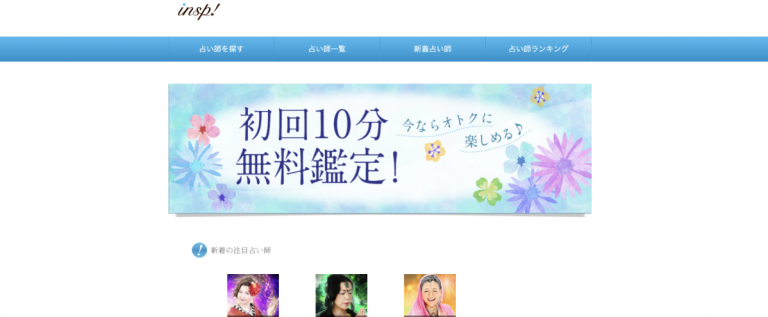 insp!
占い師を探す
占い師一覧
新着占い師
占い師ランキング
初回10分
無料鑑定!
今ならオトクに
楽しめる♪
新着の注目占い師